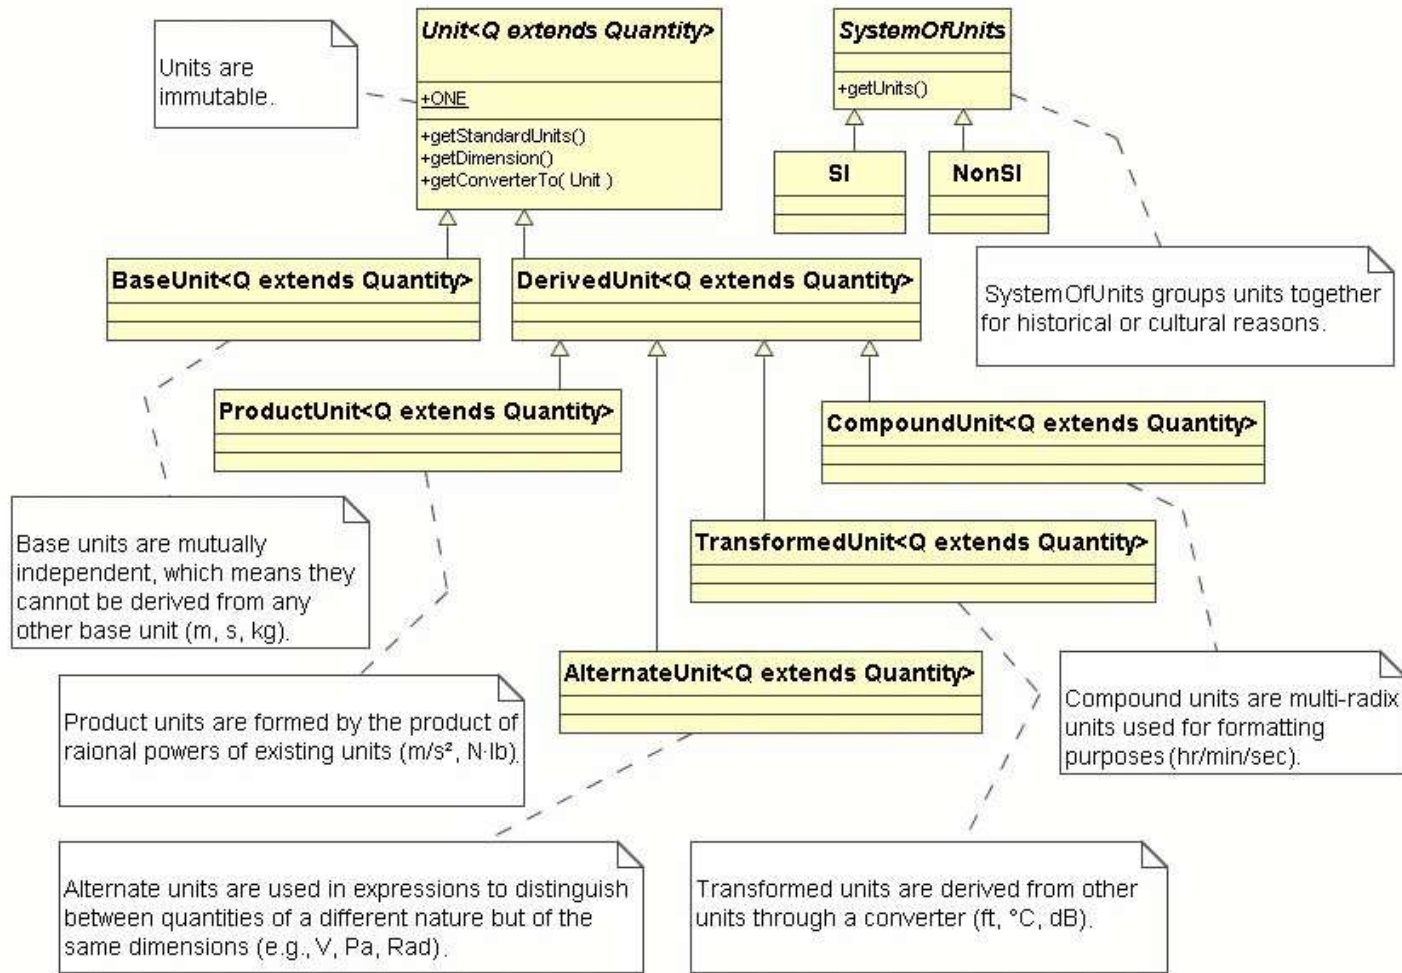 Unit<Q extends Quantity>
+ONE
+getStandardUnits()
+getDimension()
+getConverterTo( Unit )
Units are
immutable.
SystemOfUnits
+getUnits()
SI
NonSI
SystemOfUnits groups units together
for historical or cultural reasons.
BaseUnit<Q extends Quantity>
DerivedUnit<Q extends Quantity>
ProductUnit<Q extends Quantity>
CompoundUnit<Q extends Quantity>
TransformedUnit<Q extends Quantity>
AlternateUnit<Q extends Quantity>
Base units are mutually
independent, which means they
cannot be derived from any
other base unit (m, s, kg).
Product units are formed by the product of
raional powers of existing units (m/s², N·lb).
Compound units are multi-radix
units used for formatting
purposes (hr/min/sec).
Alternate units are used in expressions to distinguish
between quantities of a different nature but of the
same dimensions (e.g., V, Pa, Rad).
Transformed units are derived from other
units through a converter (ft, °C, dB).